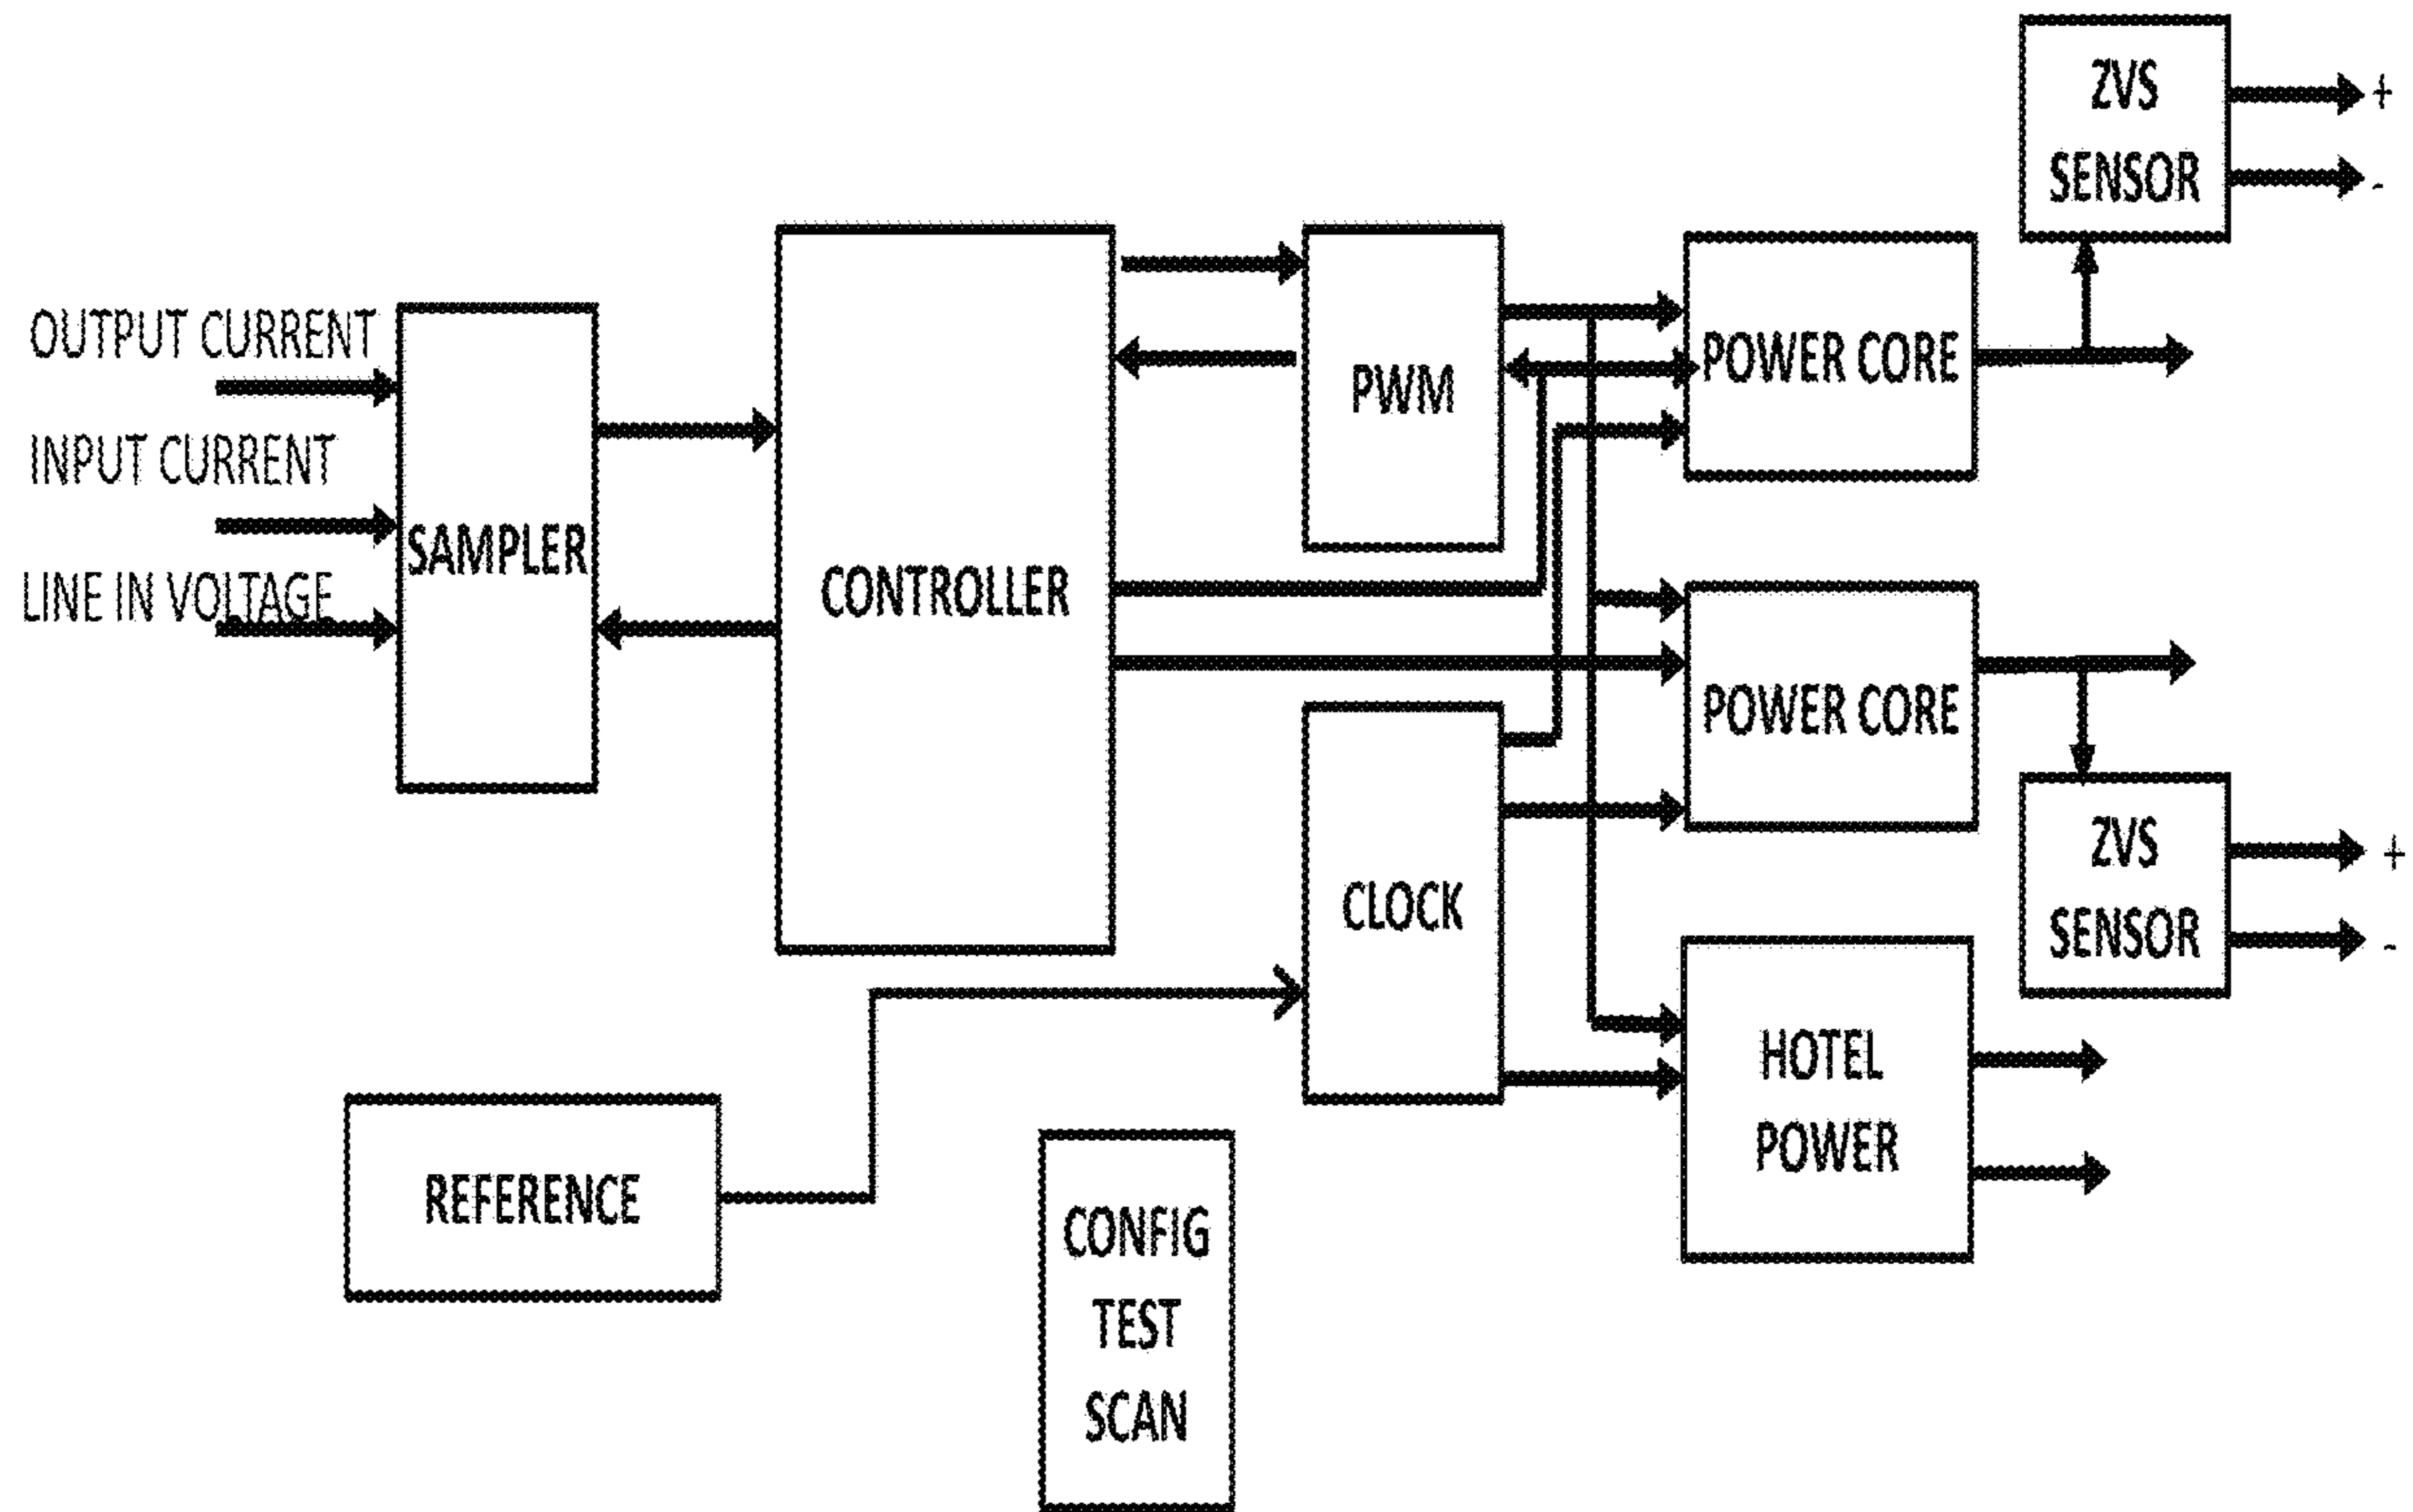 ZVS
SENSOR
+
-
OUTPUT CURRENT
INPUT CURRENT
LINE IN VOLTAGE
SAMPLER
CONTROLLER
PWM
POWER CORE
POWER CORE
CLOCK
ZVS
SENSOR
+
-
HOTEL
POWER
REFERENCE
CONFIG
TEST
SCAN